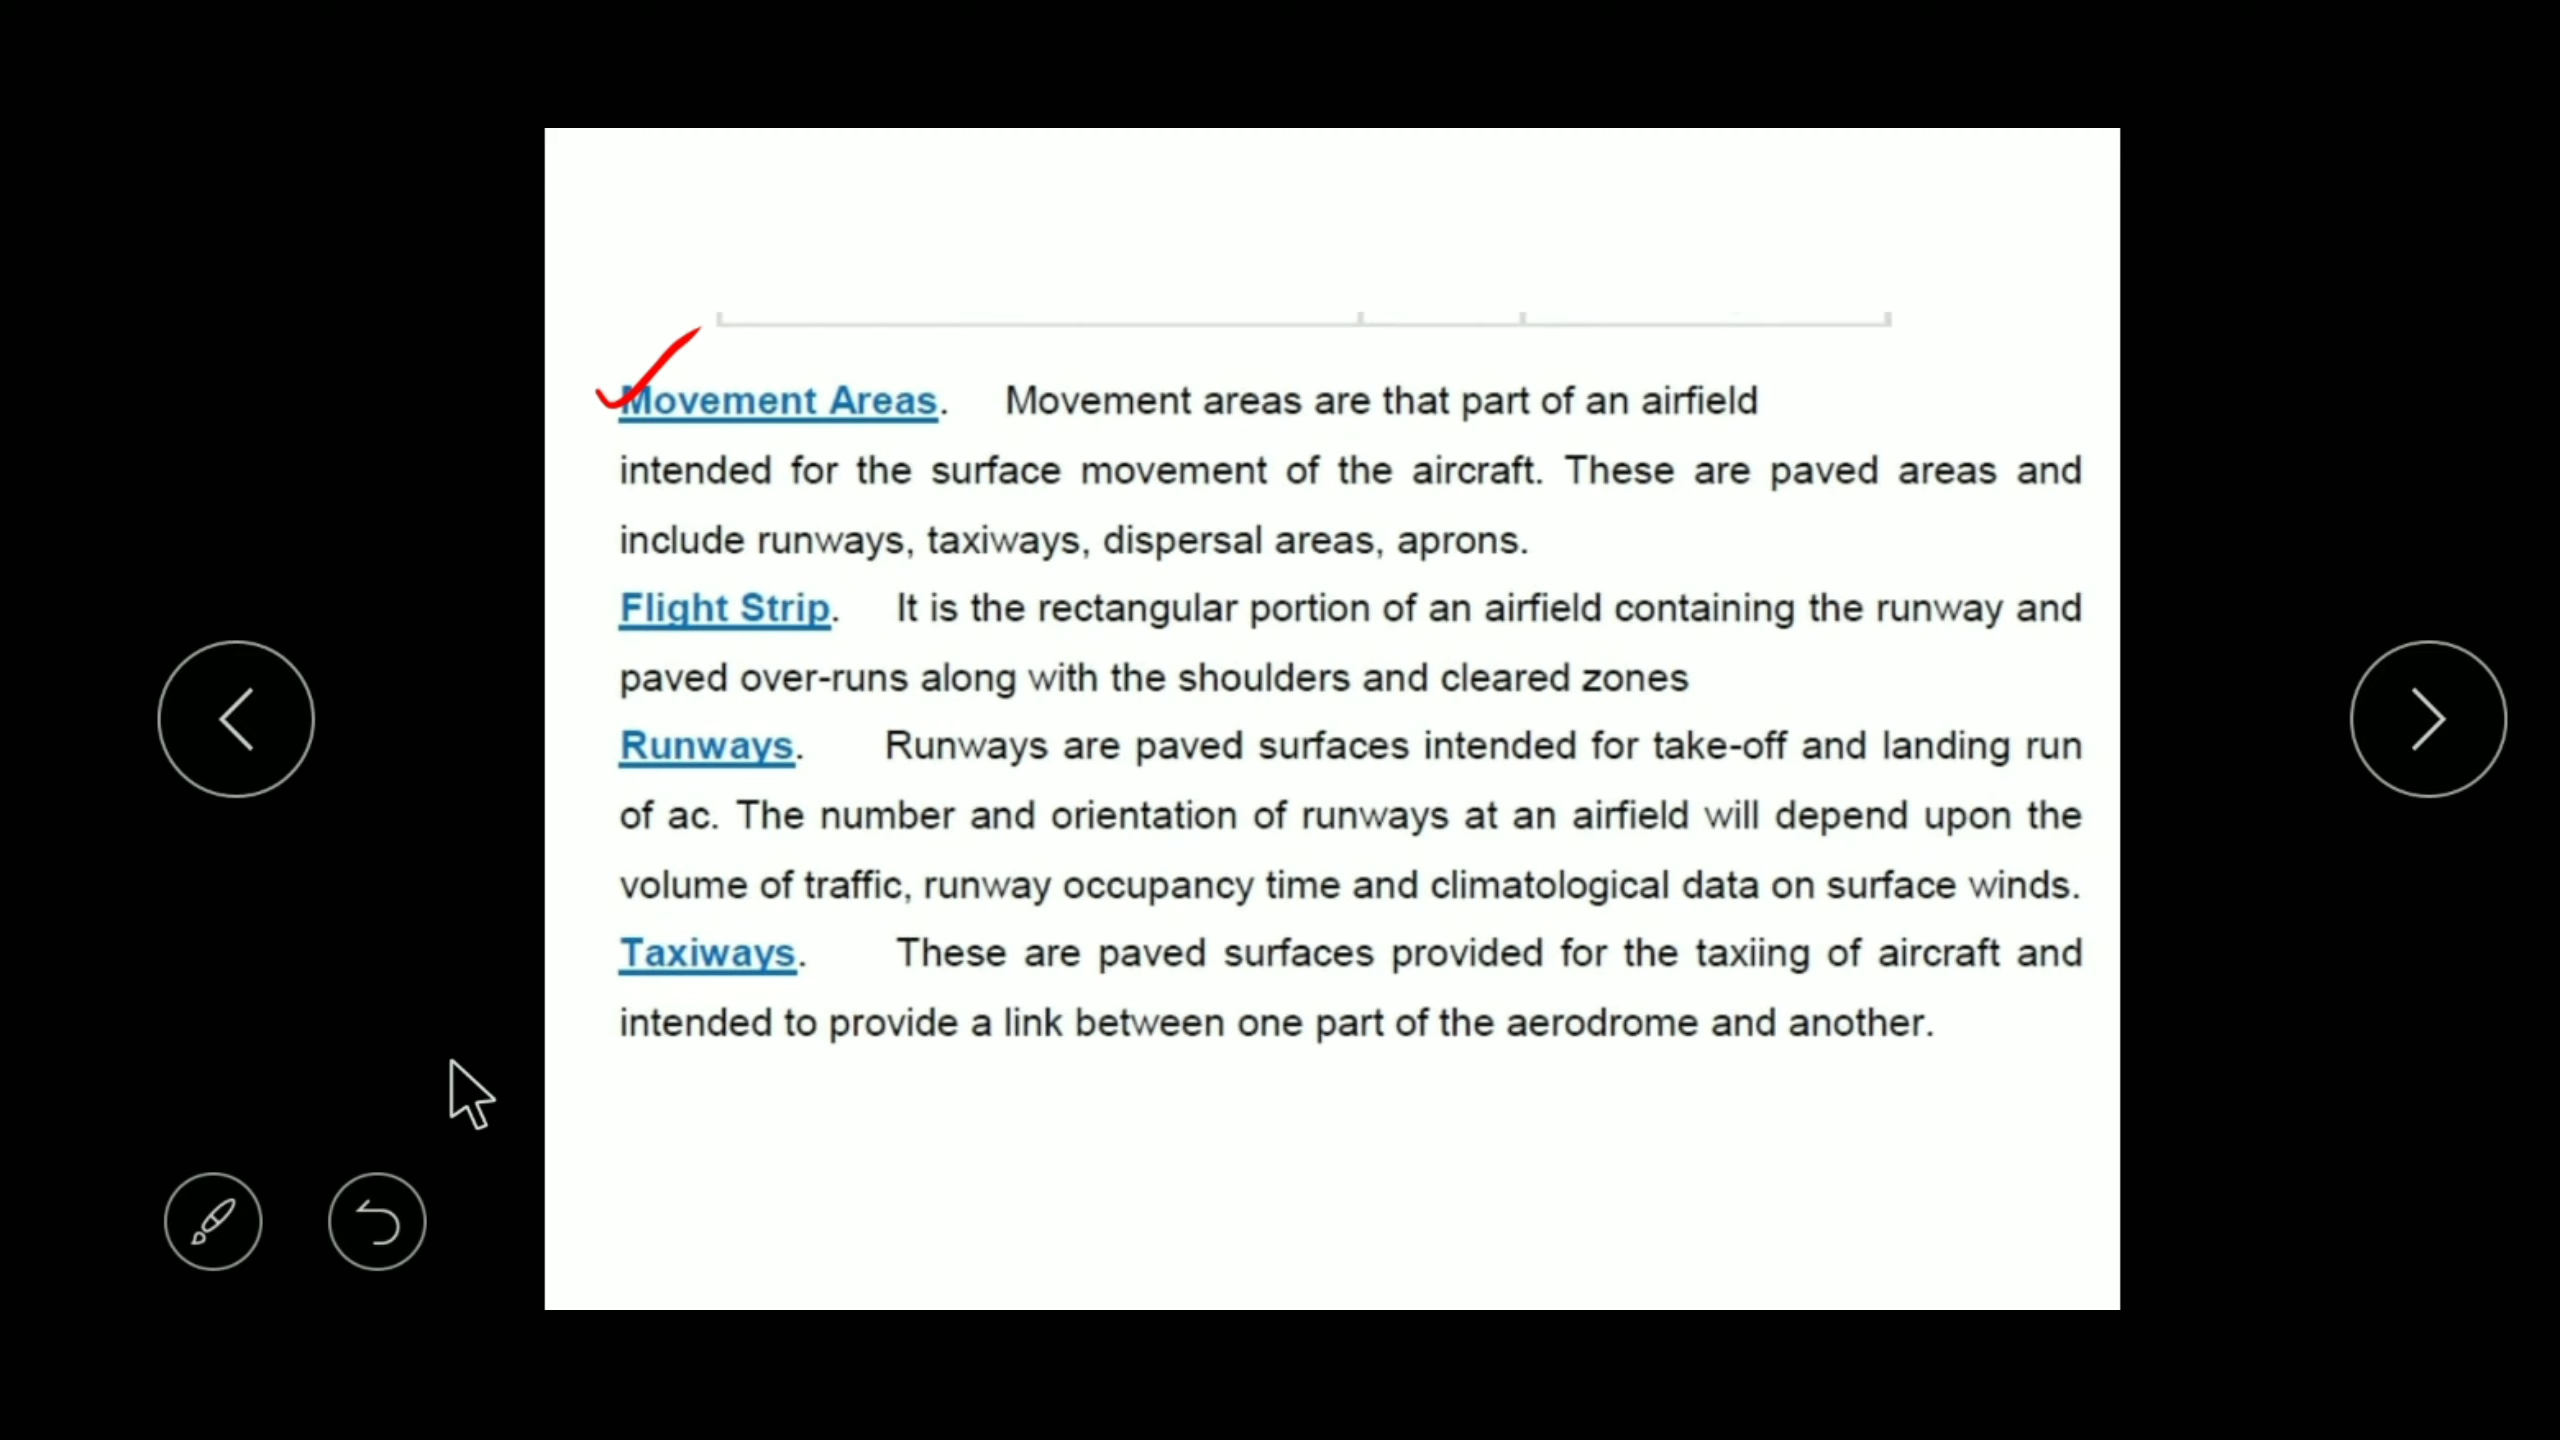 Movement Areas. Movement areas are that part of an airfield
intended for the surface movement of the aircraft. These are paved areas and
include runways, taxiways, dispersal areas, aprons.
Flight Strip. It is the rectangular portion of an airfield containing the runway and
paved over-runs along with the shoulders and cleared zones
Runways. Runways are paved surfaces intended for take-off and landing run
of ac. The number and orientation of runways at an airfield will depend upon the
volume of traffic, runway occupancy time and climatological data on surface winds.
Taxiways. These are paved surfaces provided for the taxiing of aircraft and
intended to provide a link between one part of the aerodrome and another.